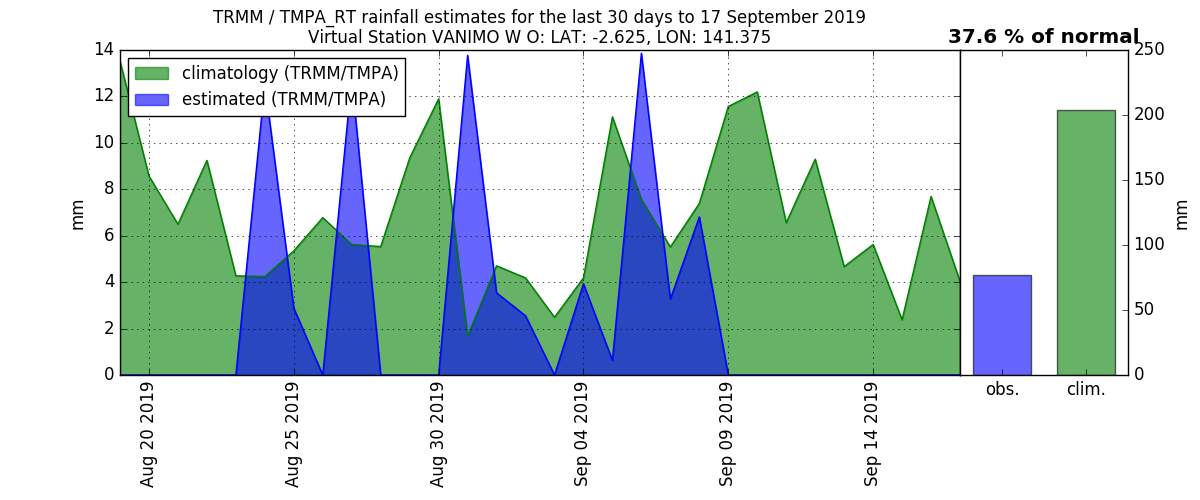 TRMM / TMPA_RT rainfall estimates for the last 30 days to 17 September 2019
Virtual Station VANIMO W O: LAT: -2.625, LON: 141.375
37.6 % of normal
climatology (TRMM/TMPA)
estimated (TRMM/TMPA)
14
12
10
8
6
4
2
0
mm
Aug 20 2019
Aug 25 2019
Aug 30 2019
Sep 04 2019
Sep 09 2019
Sep 14 2019
250
200
150
100
50
0
mm
obs.
clim.